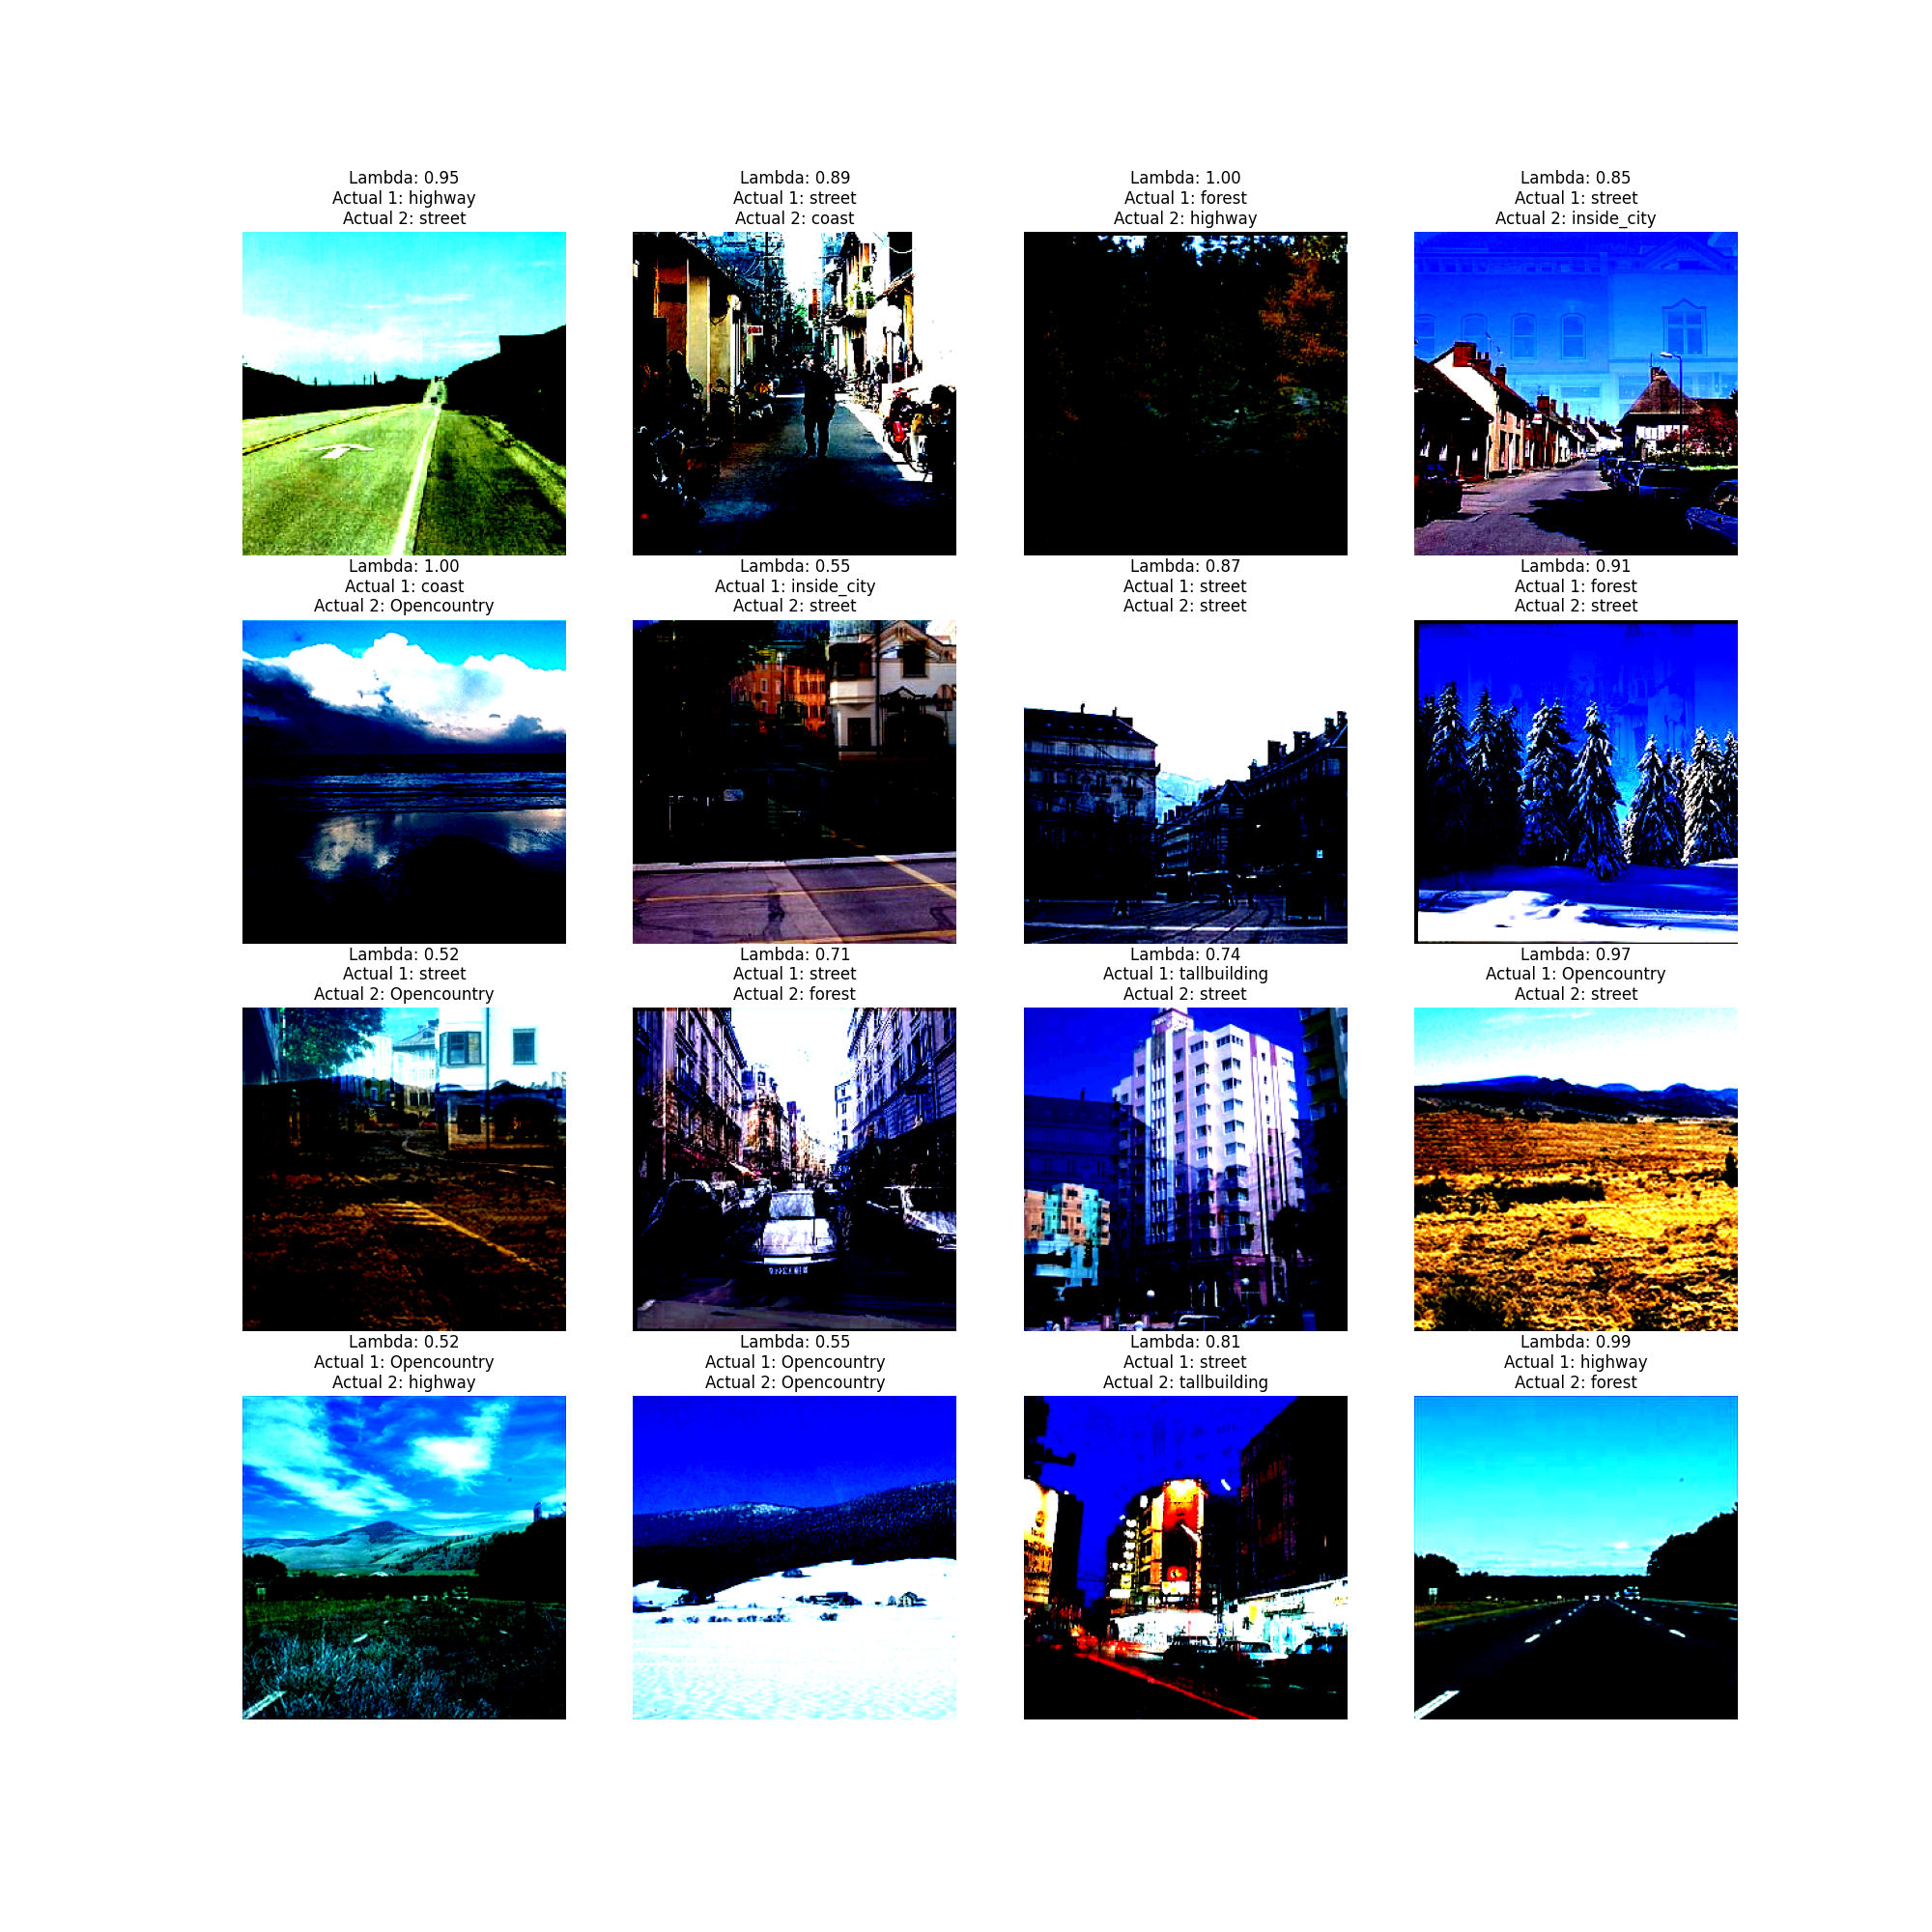 Lambda: 0.95
Actual 1: highway
Actual 2: street
Lambda: 0.89
Actual 1: street
Actual 2: coast
Lambda: 1.00
Actual 1: forest
Actual 2: highway
Lambda: 0.85
Actual 1: street
Actual 2: inside_city
Lambda: 1.00
Actual 1: coast
Actual 2: Opencountry
Lambda: 0.55
Actual 1: inside_city
Actual 2: street
Lambda: 0.87
Actual 1: street
Actual 2: street
Lambda: 0.91
Actual 1: forest
Actual 2: street
Lambda: 0.52
Actual 1: street
Actual 2: Opencountry
Lambda: 0.71
Actual 1: street
Actual 2: forest
Lambda: 0.74
Actual 1: tallbuilding
Actual 2: street
Lambda: 0.97
Actual 1: Opencountry
Actual 2: street
Lambda: 0.52
Actual 1: Opencountry
Actual 2: highway
Lambda: 0.55
Actual 1: Opencountry
Actual 2: Opencountry
Lambda: 0.81
Actual 1: street
Actual 2: tallbuilding
Lambda: 0.99
Actual 1: highway
Actual 2: forest